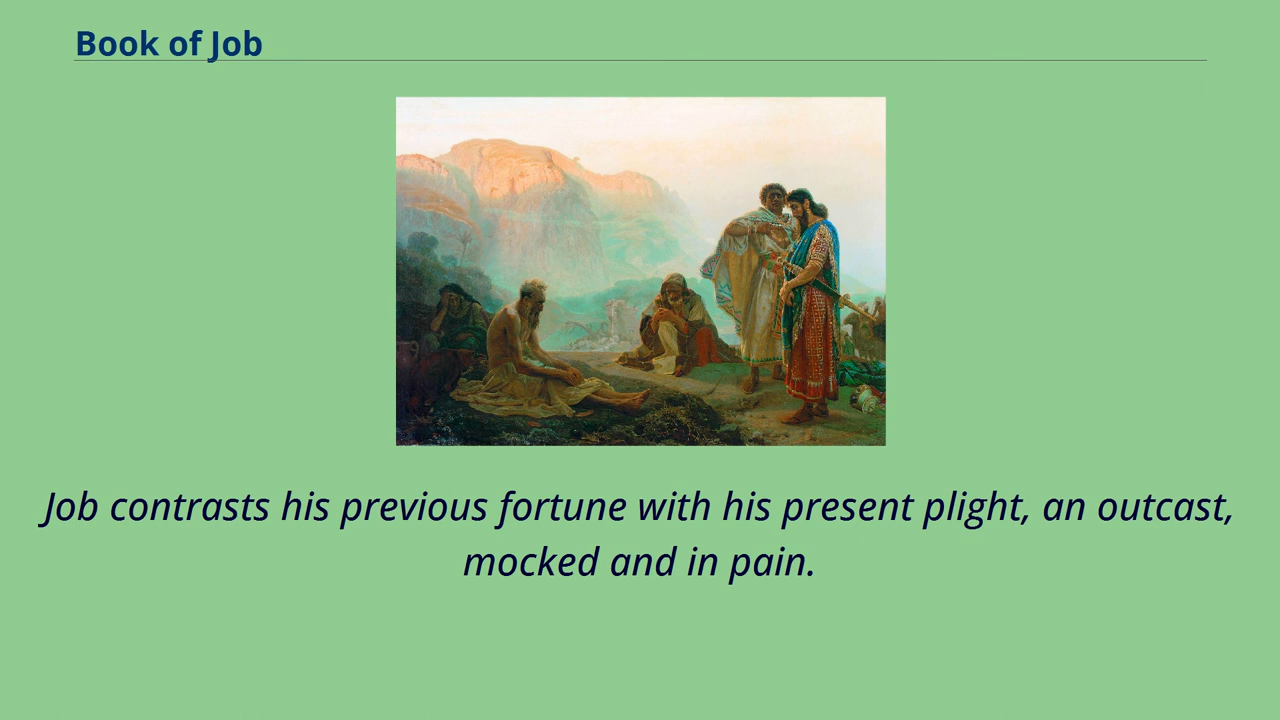 Book of Job
Job contrasts his previous fortune with his present plight, an outcast,
mocked and in pain.